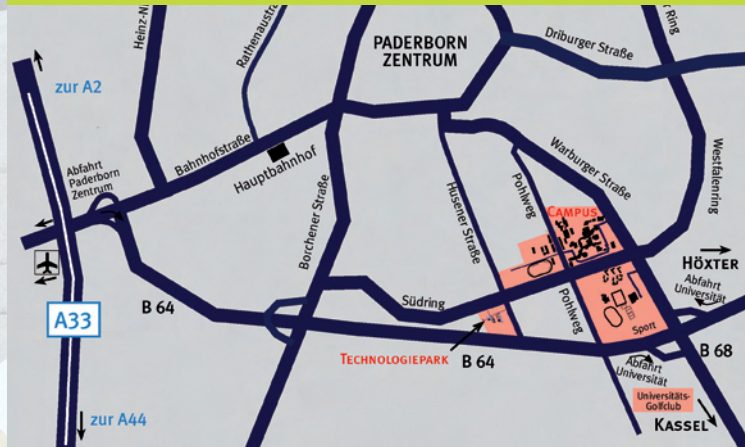 Heinz-Ni
Rathenaustra
PADERBORN
ZENTRUM
Driburger Straße
r Ring
zur A2
Abfahrt
Paderborn
Zentrum
Bahnhofstraße
Hauptbahnhof
Borchener Straße
Husener Straße
Pohlweg
Warburger Straße
Westfalenring
CAMPUS
HÖXTER
Abfahrt
Universität
B 64
Südring
Pohlweg
A33
Sport
TECHNOLOGIEPARK
B 64
B 68
Abfahrt
Universität
Universitäts-
Golfclub
KASSEL
zur A44